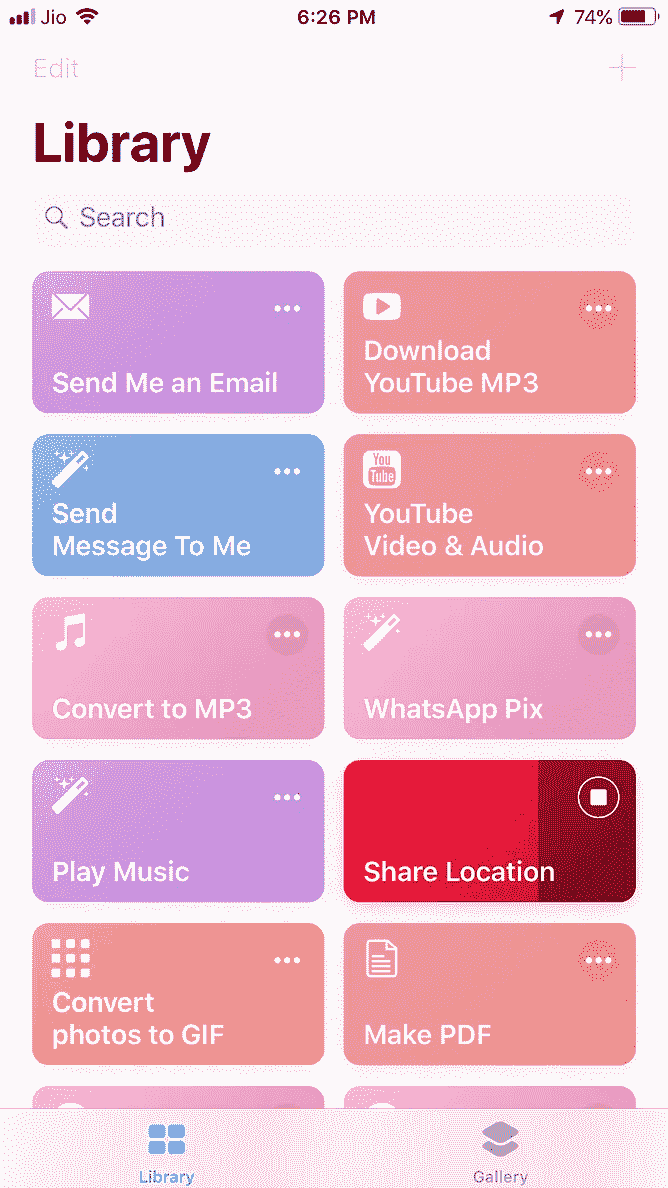 Jio 6:26 PM 74%
Edit
Library
Search
Send Me an Email
Download
YouTube MP3
Send
Message To Me
You
Tube
YouTube
Video & Audio
Convert to MP3
WhatsApp Pix
Play Music
Share Location
Convert
photos to GIF
Make PDF
Library
Gallery